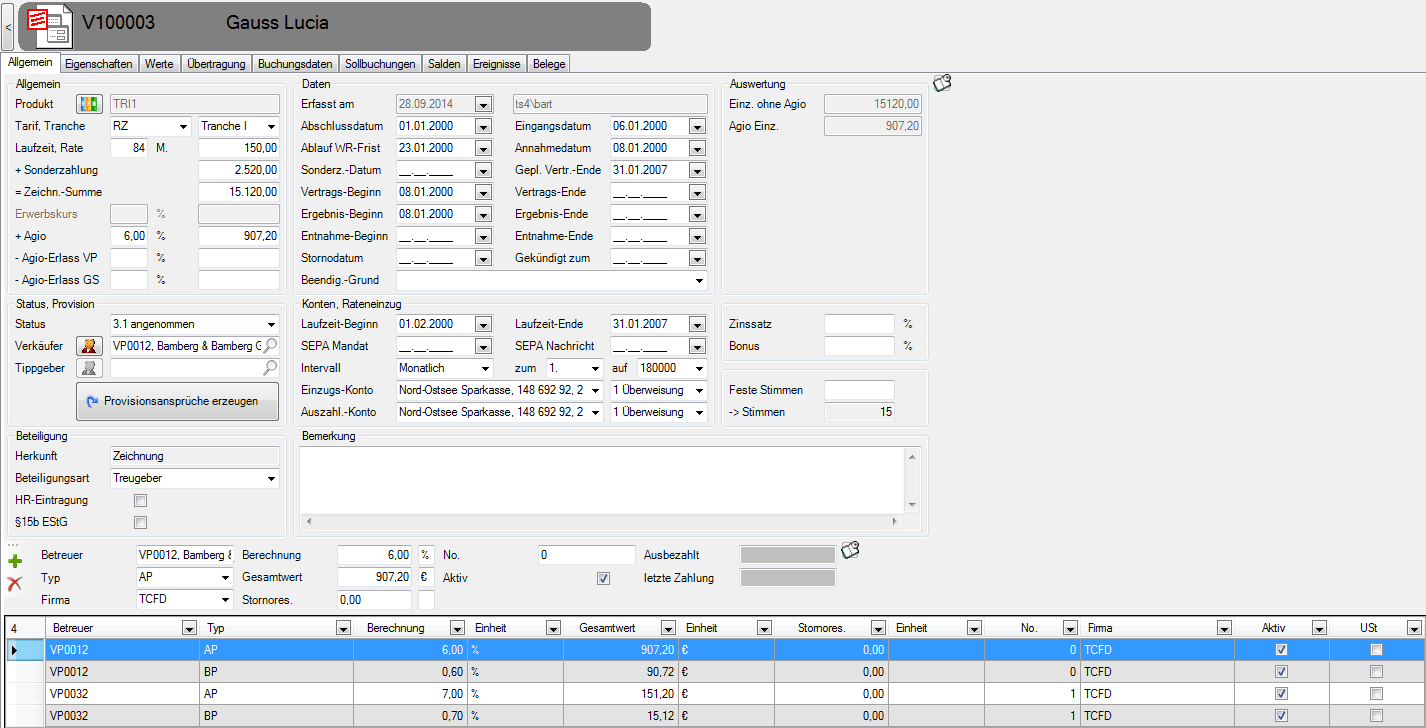 <
V100003 Gauss Lucia
Allgemein Eigenschaften Werte Übertragung Buchungsdaten Sollbuchungen Salden Ereignisse Belege
Allgemein
Produkt TRI1
Tarif, Tranche RZ Tranche I
Laufzeit, Rate 84 M. 150,00
+ Sonderzahlung 2.520,00
= Zeichn.-Summe 15.120,00
Erwerbskurs %
+ Agio 6,00 % 907,20
- Agio-Erlass VP %
- Agio-Erlass GS %
Daten
Erfasst am 28.09.2014 ts4\bart
Abschlussdatum 01.01.2000 Eingangsdatum 06.01.2000
Ablauf WR-Frist 23.01.2000 Annahmedatum 08.01.2000
Sonderz.-Datum __.__.____ Gepl. Vertr.-Ende 31.01.2007
Vertrags-Beginn 08.01.2000 Vertrags-Ende __.__.____
Ergebnis-Beginn 08.01.2000 Ergebnis-Ende __.__.____
Entnahme-Beginn __.__.____ Entnahme-Ende __.__.____
Stornodatum __.__.____ Gekündigt zum __.__.____
Beendig.-Grund
Auswertung
Einz. ohne Agio 15120,00
Agio Einz. 907,20
Status, Provision
Status 3.1 angenommen
Verkäufer VP0012, Bamberg & Bamberg G
Tippgeber
Provisionsansprüche erzeugen
Konten, Rateneinzug
Laufzeit-Beginn 01.02.2000 Laufzeit-Ende 31.01.2007
SEPA Mandat __.__.____ SEPA Nachricht __.__.____
Intervall Monatlich zum 1. auf 180000
Einzugs-Konto Nord-Ostsee Sparkasse, 148 692 92, 2 1 Überweisung
Auszahl.-Konto Nord-Ostsee Sparkasse, 148 692 92, 2 1 Überweisung
Zinssatz %
Bonus %
Feste Stimmen
-> Stimmen 15
Beteiligung
Herkunft Zeichnung
Beteiligungsart Treugeber
HR-Eintragung
§15b EStG
Bemerkung
Betreuer VP0012, Bamberg & Berechnung 6,00 % No. 0 Ausbezahlt
Typ AP Gesamtwert 907,20 € Aktiv letzte Zahlung
Firma TCFD Stornores. 0,00
4 Betreuer Typ Berechnung Einheit Gesamtwert Einheit Stornores. Einheit No. Firma Aktiv USt
VP0012 AP 6,00 % 907,20 € 0,00 0 TCFD
VP0012 BP 0,60 % 90,72 € 0,00 0 TCFD
VP0032 AP 7,00 % 151,20 € 0,00 1 TCFD
VP0032 BP 0,70 % 15,12 € 0,00 1 TCFD